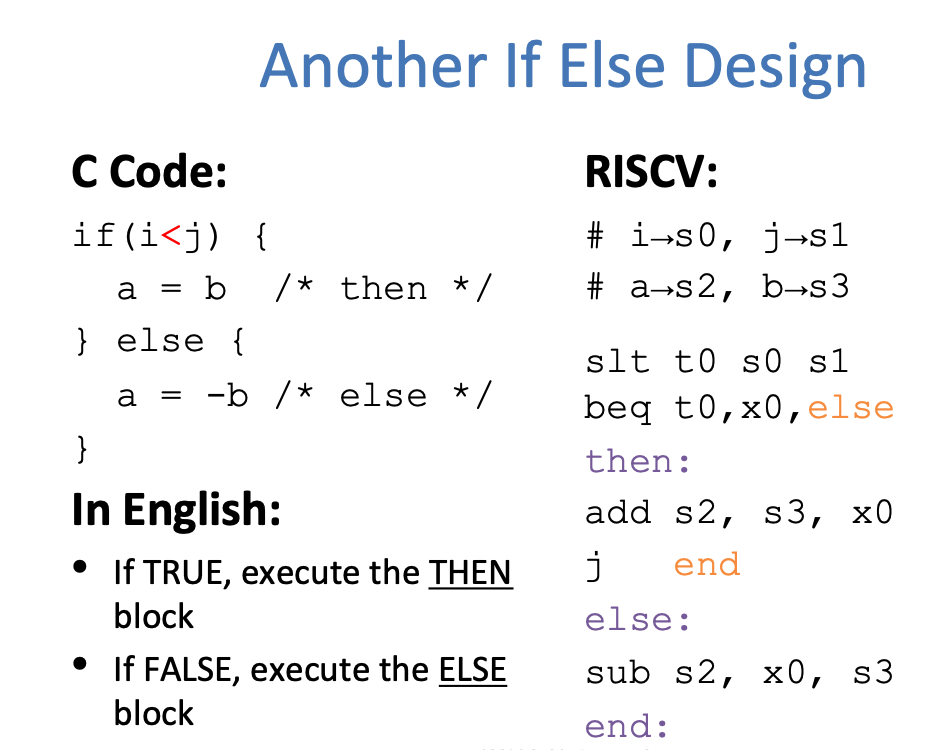 Another If Else Design
C Code:
if(i<j) {
  a = b  /* then */
} else {
  a = -b /* else */
}
In English:
• If TRUE, execute the THEN
block
• If FALSE, execute the ELSE
block
RISCV:
# i→s0, j→s1
# a→s2, b→s3
slt t0 s0 s1
beq t0,x0,else
then:
add s2, s3, x0
j   end
else:
sub s2, x0, s3
end: